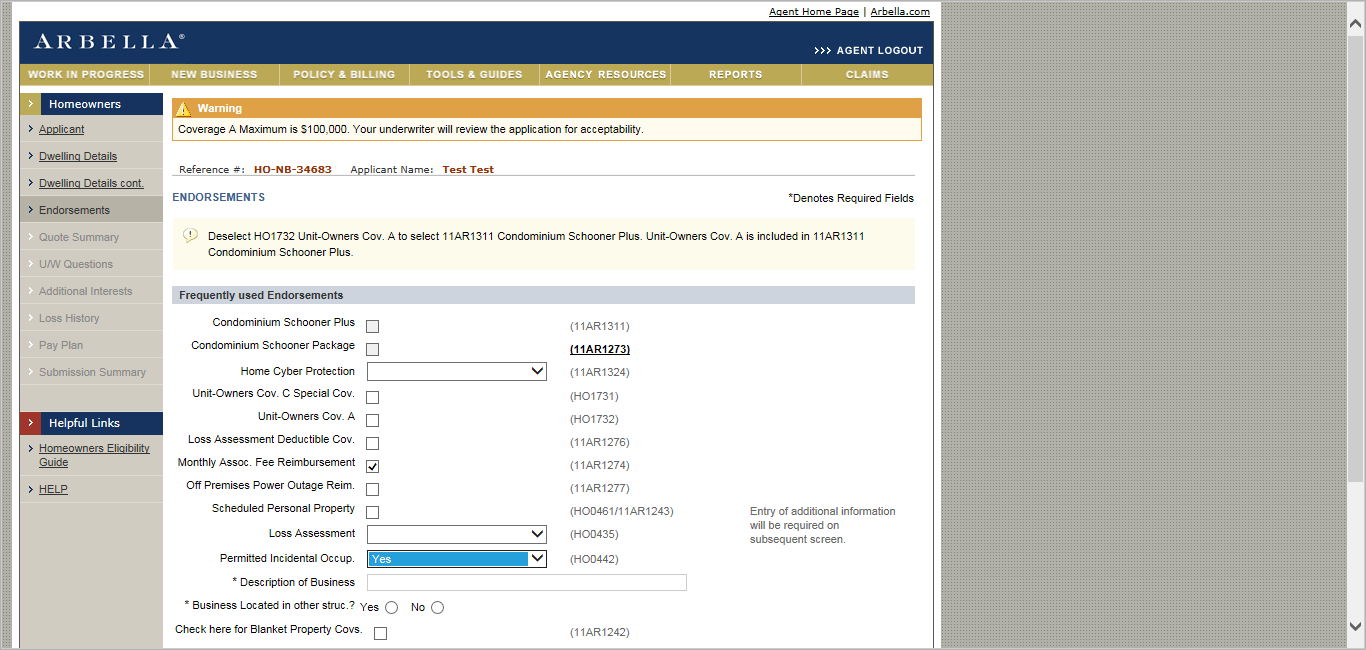 Agent Home Page | Arbella.com
ARBELLA®
>>> AGENT LOGOUT
WORK IN PROGRESS NEW BUSINESS POLICY & BILLING TOOLS & GUIDES AGENCY RESOURCES REPORTS CLAIMS
Homeowners
Applicant
Dwelling Details
Dwelling Details cont.
Endorsements
Quote Summary
U/W Questions
Additional Interests
Loss History
Pay Plan
Submission Summary
Helpful Links
Homeowners Eligibility
Guide
HELP
Warning
Coverage A Maximum is $100,000. Your underwriter will review the application for acceptability.
Reference #: HO-NB-34683 Applicant Name: Test Test
ENDORSEMENTS
*Denotes Required Fields
Deselect HO1732 Unit-Owners Cov. A to select 11AR1311 Condominium Schooner Plus. Unit-Owners Cov. A is included in 11AR1311
Condominium Schooner Plus.
Frequently used Endorsements
Condominium Schooner Plus (11AR1311)
Condominium Schooner Package (11AR1273)
Home Cyber Protection (11AR1324)
Unit-Owners Cov. C Special Cov. (HO1731)
Unit-Owners Cov. A (HO1732)
Loss Assessment Deductible Cov. (11AR1276)
Monthly Assoc. Fee Reimbursement (11AR1274)
Off Premises Power Outage Reim. (11AR1277)
Scheduled Personal Property (HO0461/11AR1243)
Entry of additional information
will be required on
subsequent screen.
Loss Assessment (HO0435)
Permitted Incidental Occup. Yes (HO0442)
* Description of Business
* Business Located in other struc.? Yes No
Check here for Blanket Property Covs. (11AR1242)